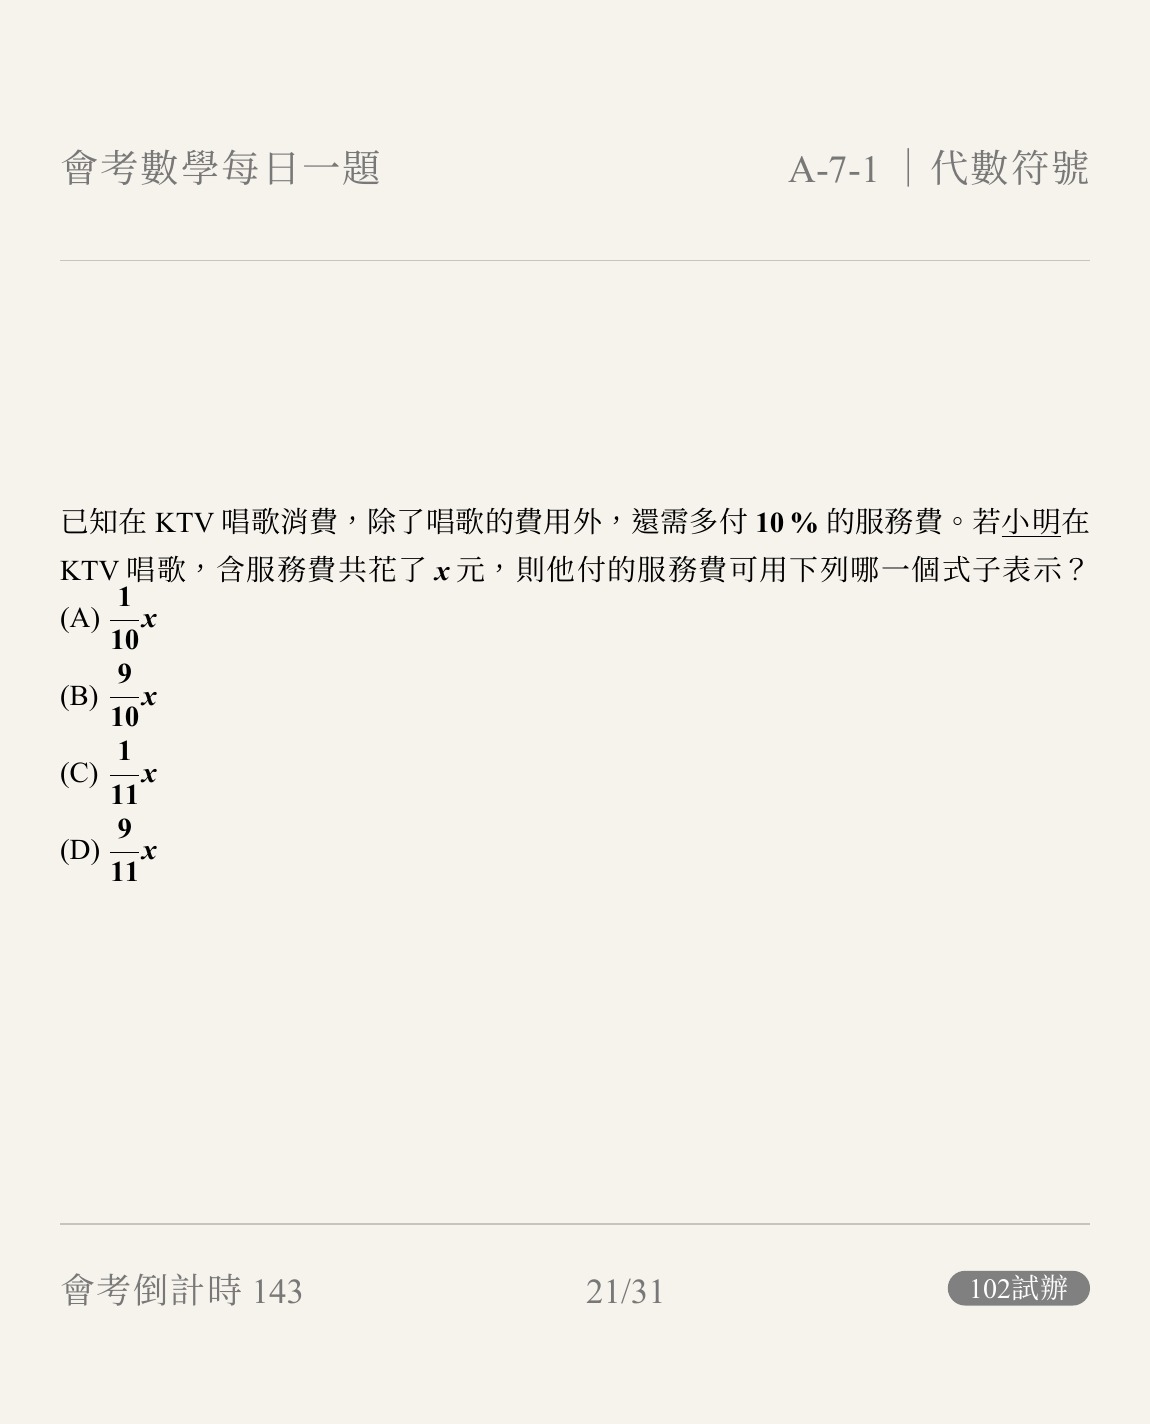 會考數學每日一題
A-7-1｜代數符號
已知在 KTV 唱歌消費，除了唱歌的費用外，還需多付 10 % 的服務費。若小明在
KTV 唱歌，含服務費共花了 x 元，則他付的服務費可用下列哪一個式子表示？
(A) 1/10 x
(B) 9/10 x
(C) 1/11 x
(D) 9/11 x
會考倒計時 143
21/31
102試辦